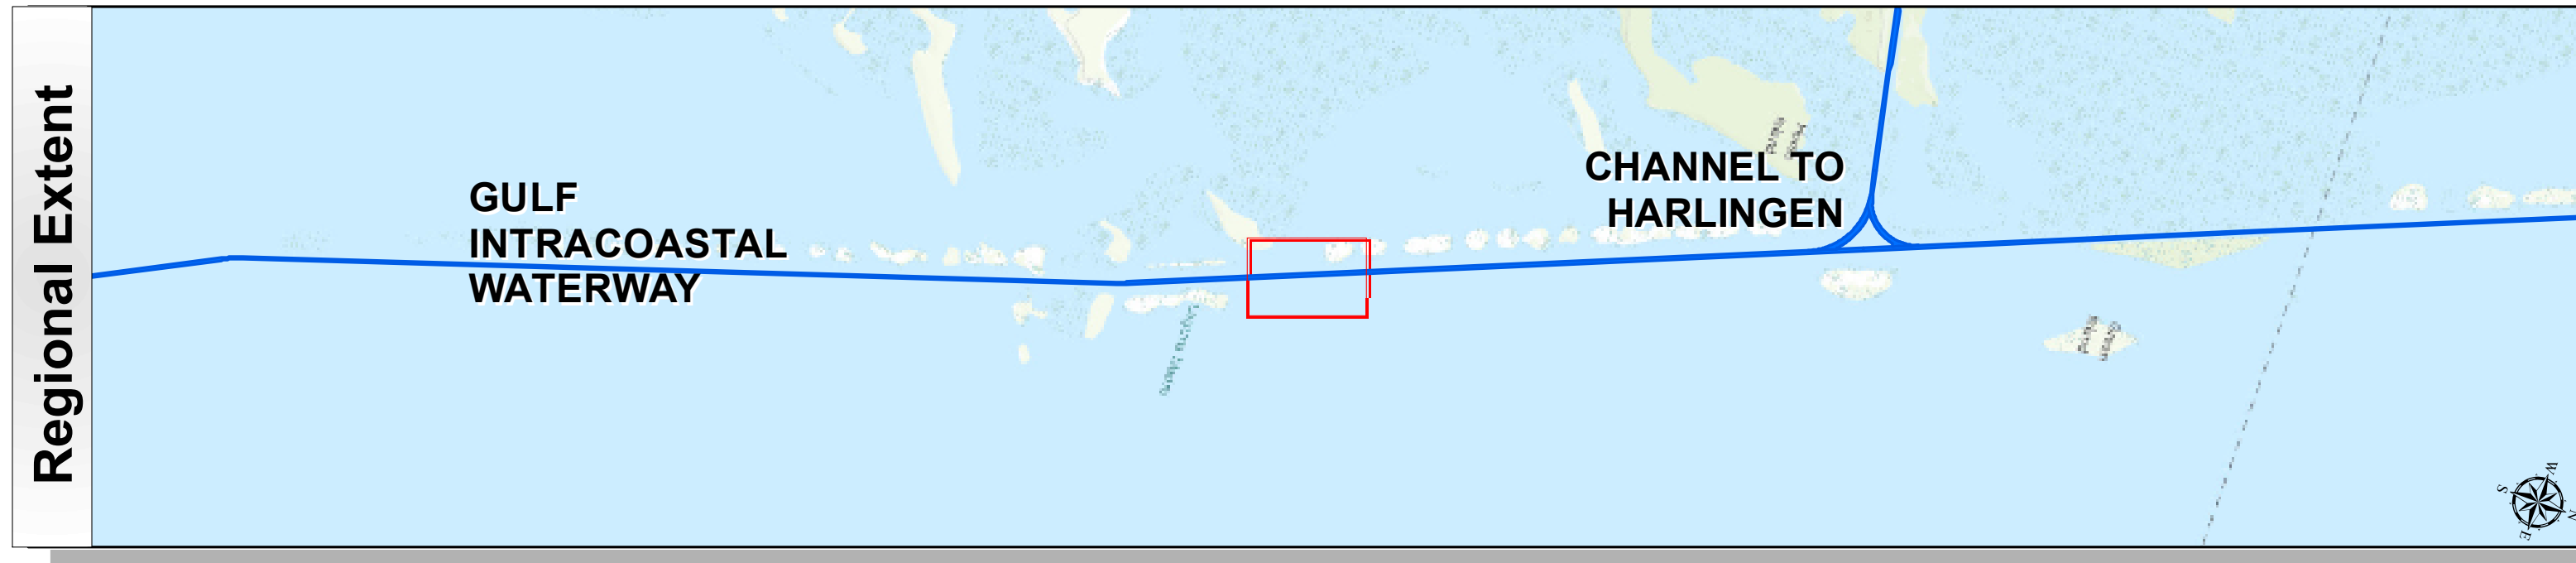 Regional Extent
GULF
INTRACOASTAL
WATERWAY
CHANNEL TO
HARLINGEN
W
S
N
E